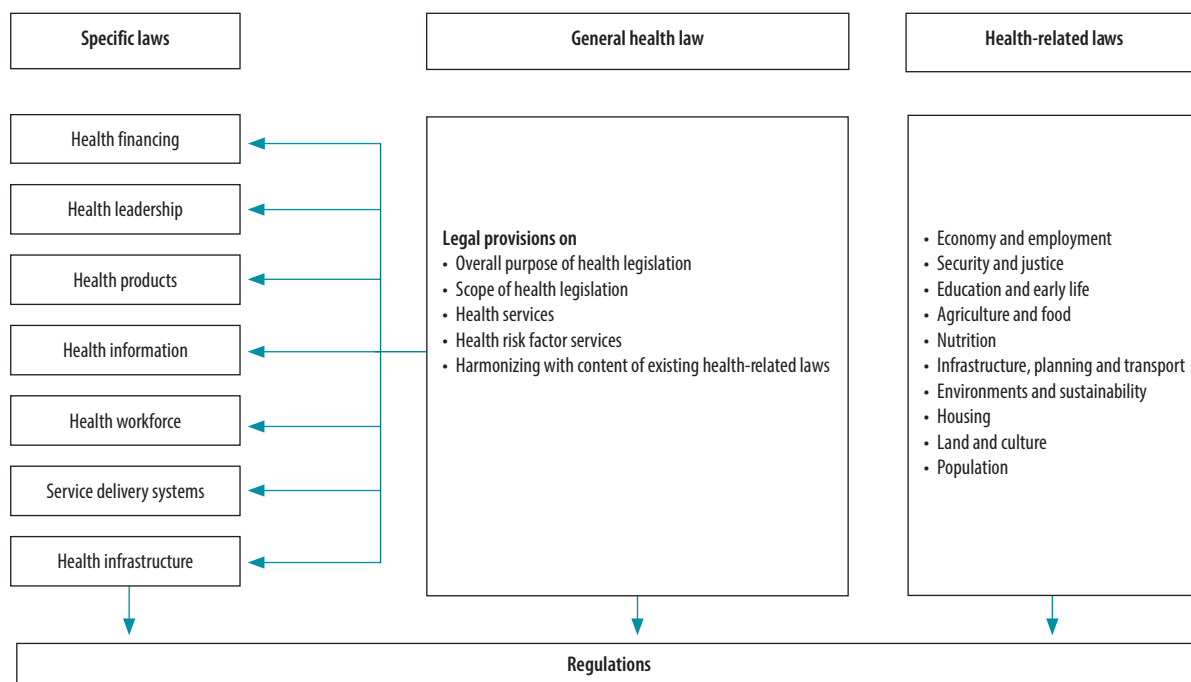 Specific laws
General health law
Health-related laws
Health financing
Health leadership
Health products
Health information
Health workforce
Service delivery systems
Health infrastructure
Legal provisions on
• Overall purpose of health legislation
• Scope of health legislation
• Health services
• Health risk factor services
• Harmonizing with content of existing health-related laws
• Economy and employment
• Security and justice
• Education and early life
• Agriculture and food
• Nutrition
• Infrastructure, planning and transport
• Environments and sustainability
• Housing
• Land and culture
• Population
Regulations